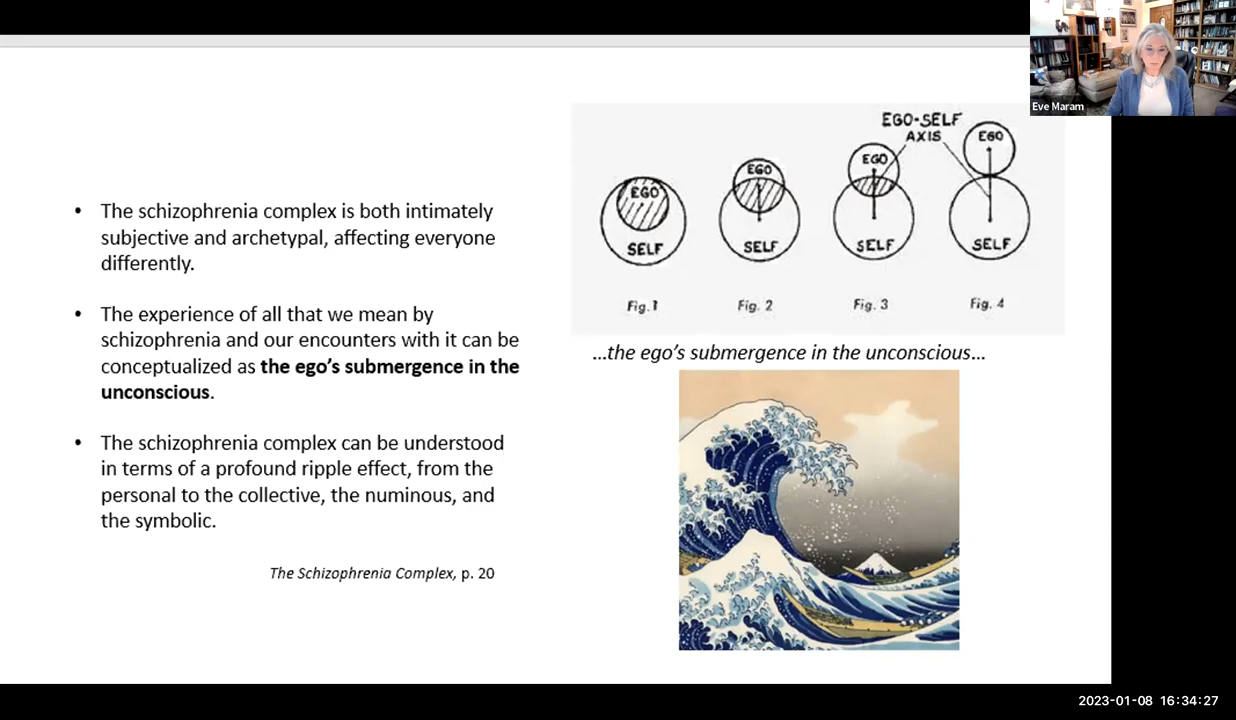 Eve Maram
• The schizophrenia complex is both intimately
subjective and archetypal, affecting everyone
differently.
• The experience of all that we mean by
schizophrenia and our encounters with it can be
conceptualized as the ego’s submergence in the
unconscious.
• The schizophrenia complex can be understood
in terms of a profound ripple effect, from the
personal to the collective, the numinous, and
the symbolic.
The Schizophrenia Complex, p. 20
EGO-SELF
AXIS
EGO
SELF
Fig. 1
EGO
SELF
Fig. 2
EGO
SELF
Fig. 3
EGO
SELF
Fig. 4
...the ego’s submergence in the unconscious...
2023-01-08 16:34:27